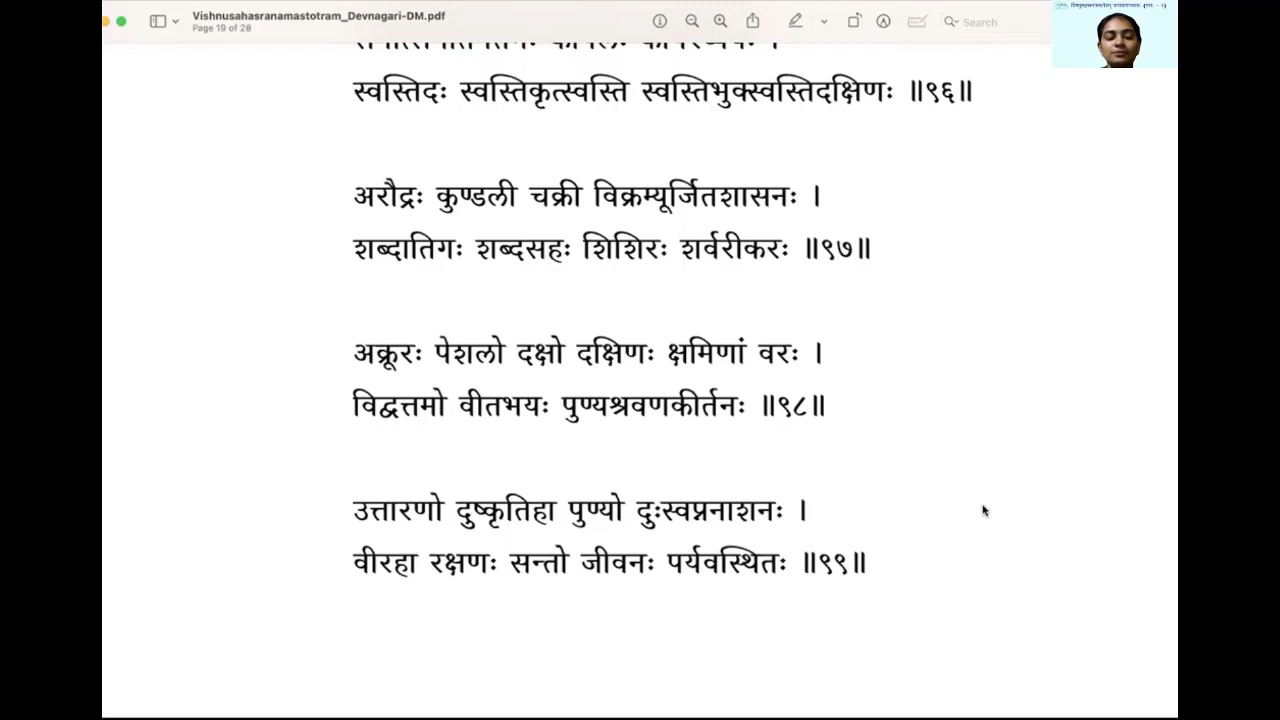 Vishnusahasranamastotram_Devnagari-DM.pdf
Page 19 of 28
Search
स्वस्तिदः स्वस्तिकृत्स्वस्ति स्वस्तिभुक्स्वस्तिदक्षिणः ॥९६॥
अरौद्रः कुण्डली चक्री विक्रम्यूर्जितशासनः ।
शब्दातिगः शब्दसहः शिशिरः शर्वरीकरः ॥९७॥
अक्रूरः पेशलो दक्षो दक्षिणः क्षमिणां वरः ।
विद्वत्तमो वीतभयः पुण्यश्रवणकीर्तनः ॥९८॥
उत्तारणो दुष्कृतिहा पुण्यो दुःस्वप्ननाशनः ।
वीरहा रक्षणः सन्तो जीवनः पर्यवस्थितः ॥९९॥